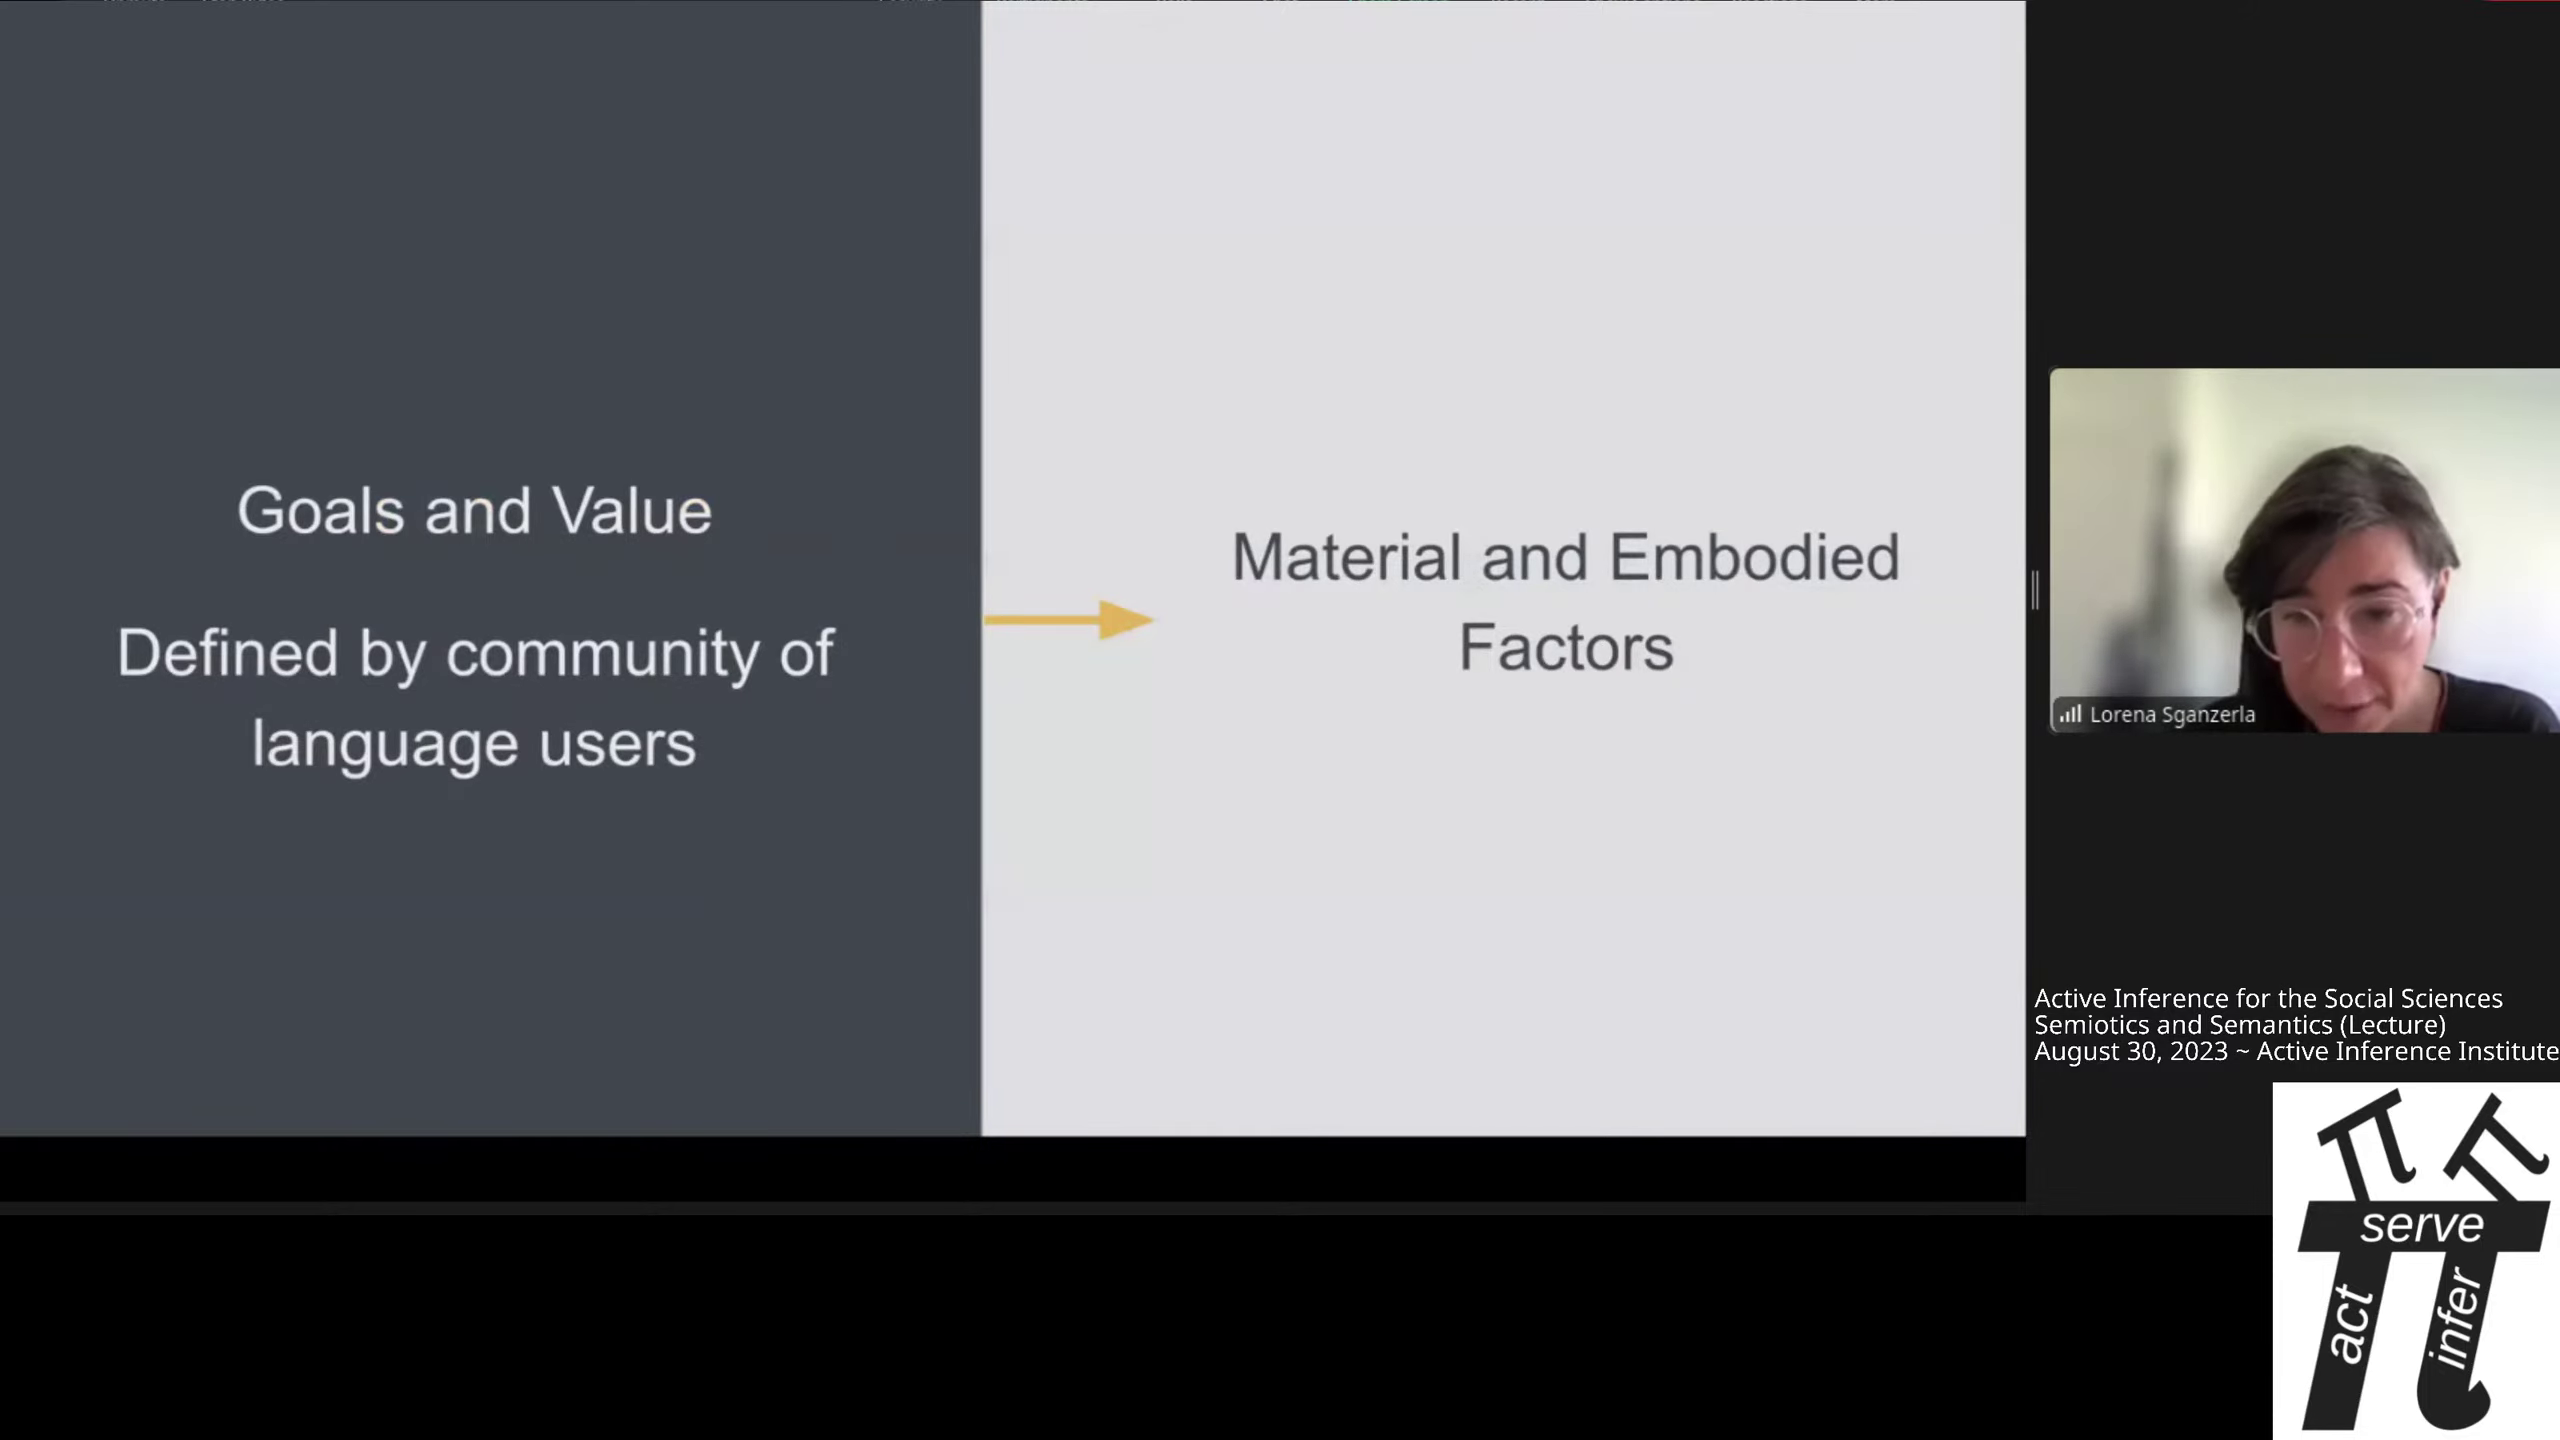 Goals and Value
Defined by community of
language users
Material and Embodied
Factors
Lorena Sganzerla
Active Inference for the Social Sciences
Semiotics and Semantics (Lecture)
August 30, 2023 ~ Active Inference Institute
serve
act
infer